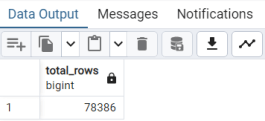 Data Output Messages Notifications
total_rows
bigint
1 78386